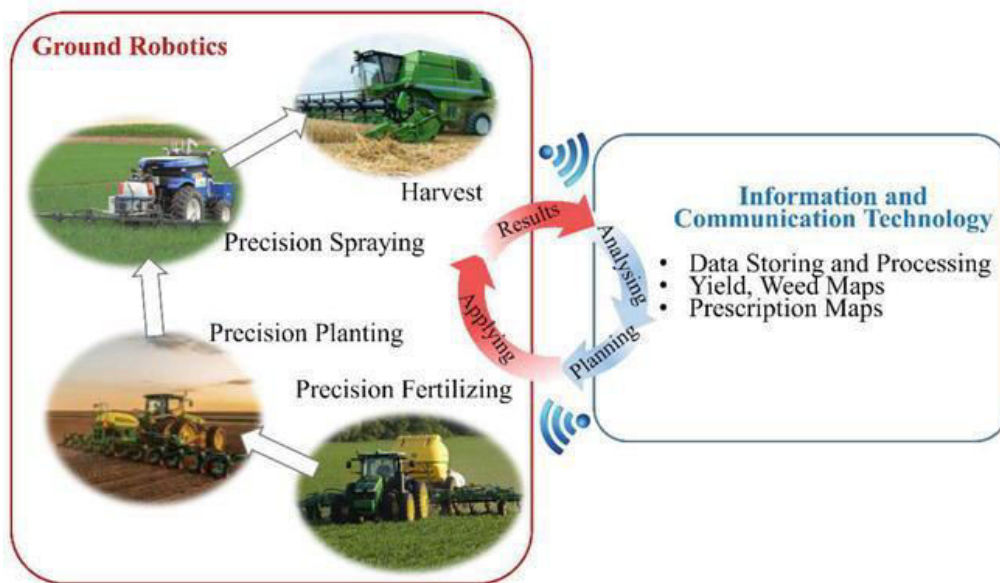 Ground Robotics
Harvest
Precision Spraying
Precision Planting
Precision Fertilizing
Results
Analysing
Planning
Applying
Information and
Communication Technology
• Data Storing and Processing
• Yield, Weed Maps
• Prescription Maps